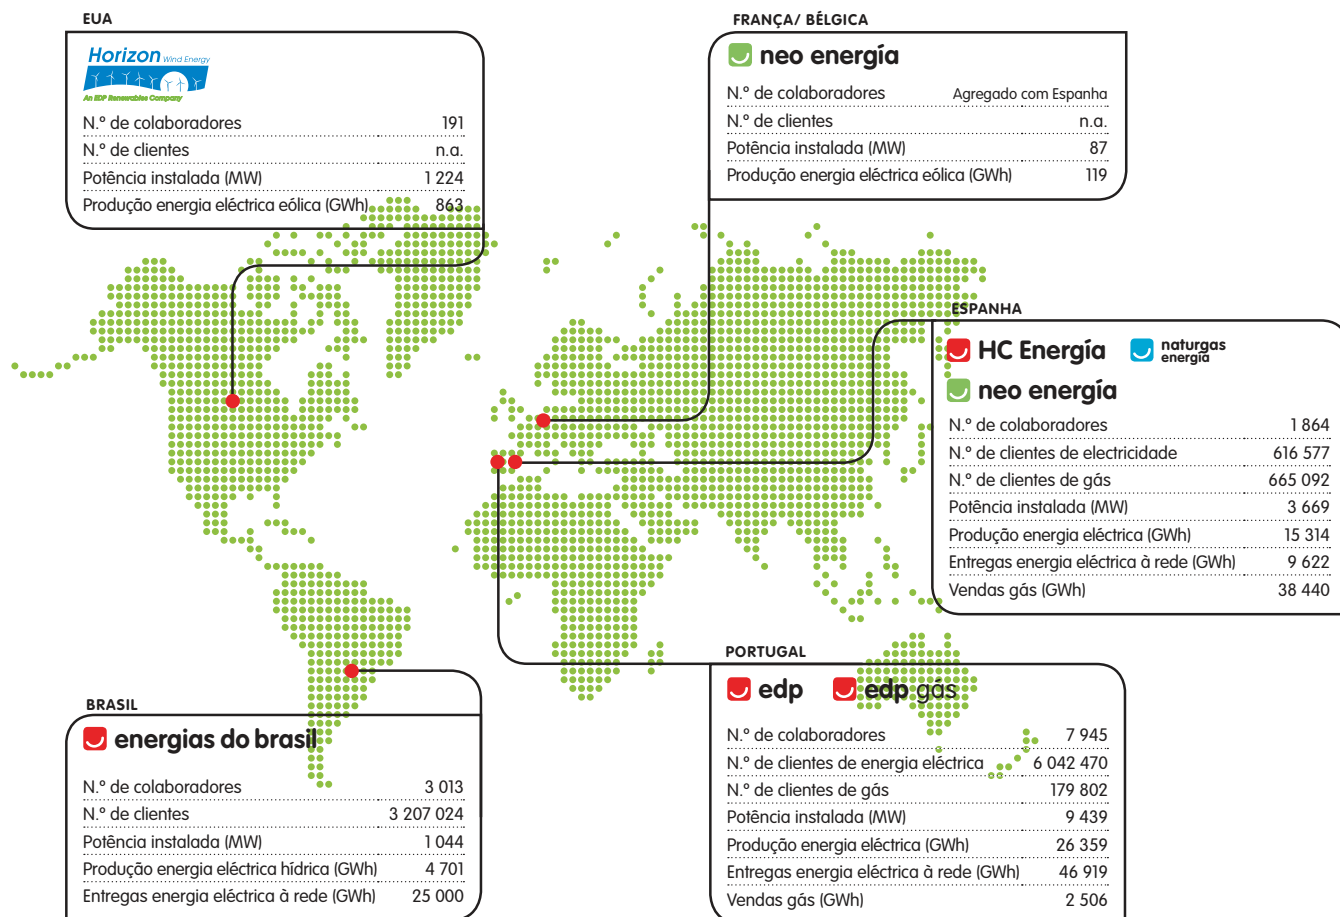 EUA
Horizon Wind Energy
An EDP Renewables Company
N.º de colaboradores 191
N.º de clientes n.a.
Potência instalada (MW) 1 224
Produção energia eléctrica eólica (GWh) 863
FRANÇA/ BÉLGICA
neo energía
N.º de colaboradores Agregado com Espanha
N.º de clientes n.a.
Potência instalada (MW) 87
Produção energia eléctrica eólica (GWh) 119
ESPANHA
HC Energía naturgas energía
neo energía
N.º de colaboradores 1 864
N.º de clientes de electricidade 616 577
N.º de clientes de gás 665 092
Potência instalada (MW) 3 669
Produção energia eléctrica (GWh) 15 314
Entregas energia eléctrica à rede (GWh) 9 622
Vendas gás (GWh) 38 440
BRASIL
energias do brasil
N.º de colaboradores 3 013
N.º de clientes 3 207 024
Potência instalada (MW) 1 044
Produção energia eléctrica hídrica (GWh) 4 701
Entregas energia eléctrica à rede (GWh) 25 000
PORTUGAL
edp edp gás
N.º de colaboradores 7 945
N.º de clientes de energia eléctrica 6 042 470
N.º de clientes de gás 179 802
Potência instalada (MW) 9 439
Produção energia eléctrica (GWh) 26 359
Entregas energia eléctrica à rede (GWh) 46 919
Vendas gás (GWh) 2 506